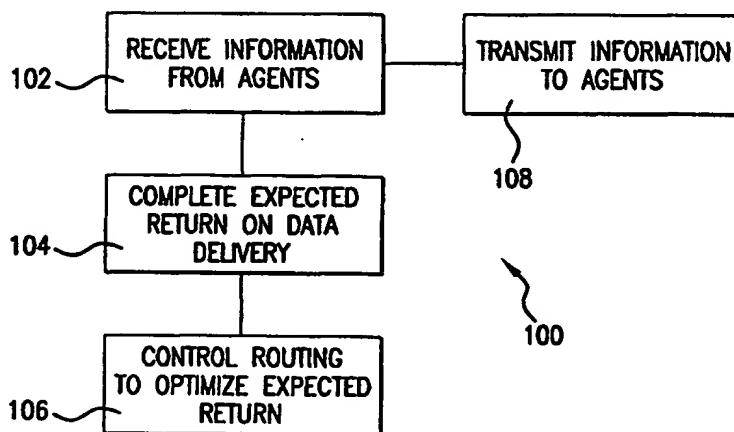 RECEIVE INFORMATION
FROM AGENTS
102
TRANSMIT INFORMATION
TO AGENTS
108
COMPLETE EXPECTED
RETURN ON DATA
DELIVERY
104
100
CONTROL ROUTING
TO OPTIMIZE EXPECTED
RETURN
106